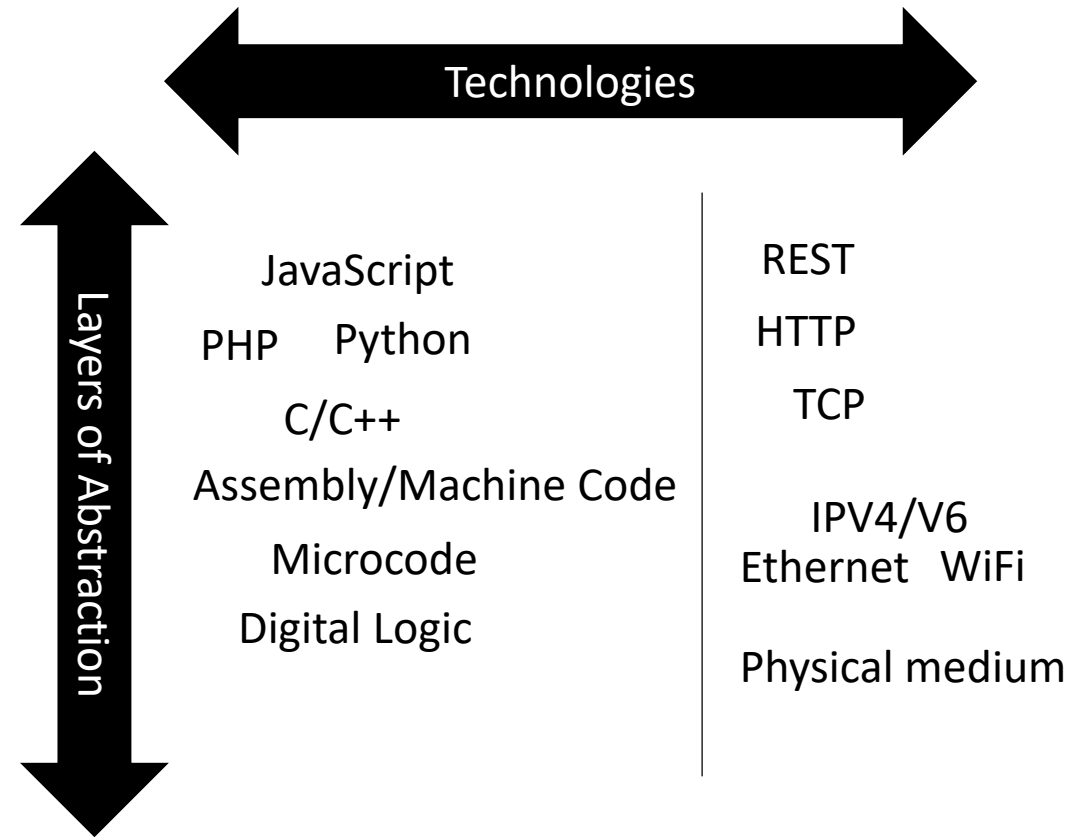 Technologies
Layers of Abstraction
JavaScript
PHP Python
C/C++
Assembly/Machine Code
Microcode
Digital Logic
REST
HTTP
TCP
IPV4/V6
Ethernet WiFi
Physical medium